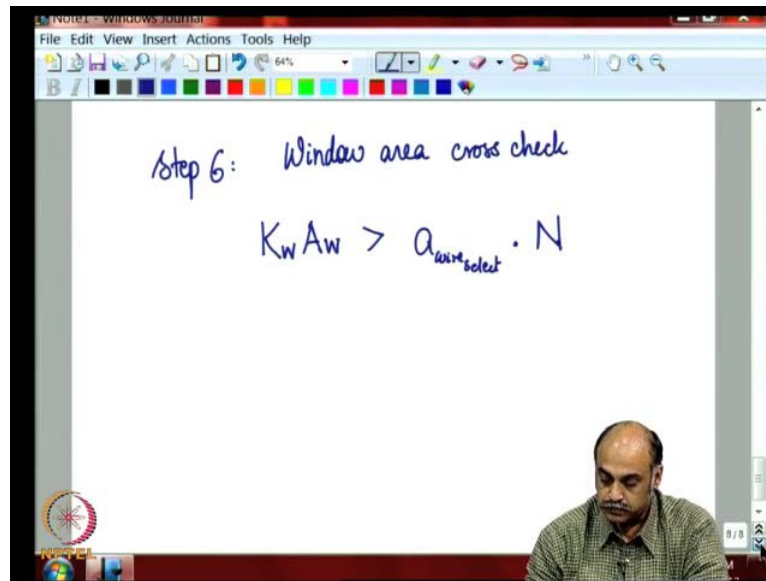 Note1 - Windows Journal
File Edit View Insert Actions Tools Help
64%
B I
Step 6: Window area cross check
KwAw > a wire select . N
8/8
NPTEL